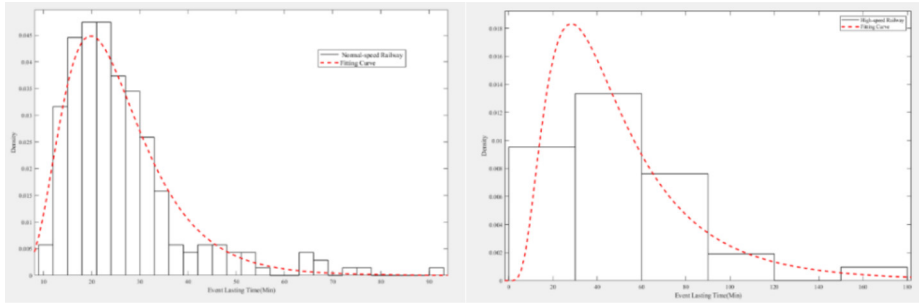 0.045
0.04
0.035
0.03
0.025
0.02
0.015
0.01
0.005
0
Density
10 20 30 40 50 60 70 80 90
Event Lasting Time(Min)
Normal-speed Railway
Fitting Curve
0.018
0.016
0.014
0.012
0.010
0.008
0.006
0.004
0.002
0
Density
0 20 40 60 80 100 120 140 160 180
Event Lasting Time(Min)
High-speed Railway
Fitting Curve